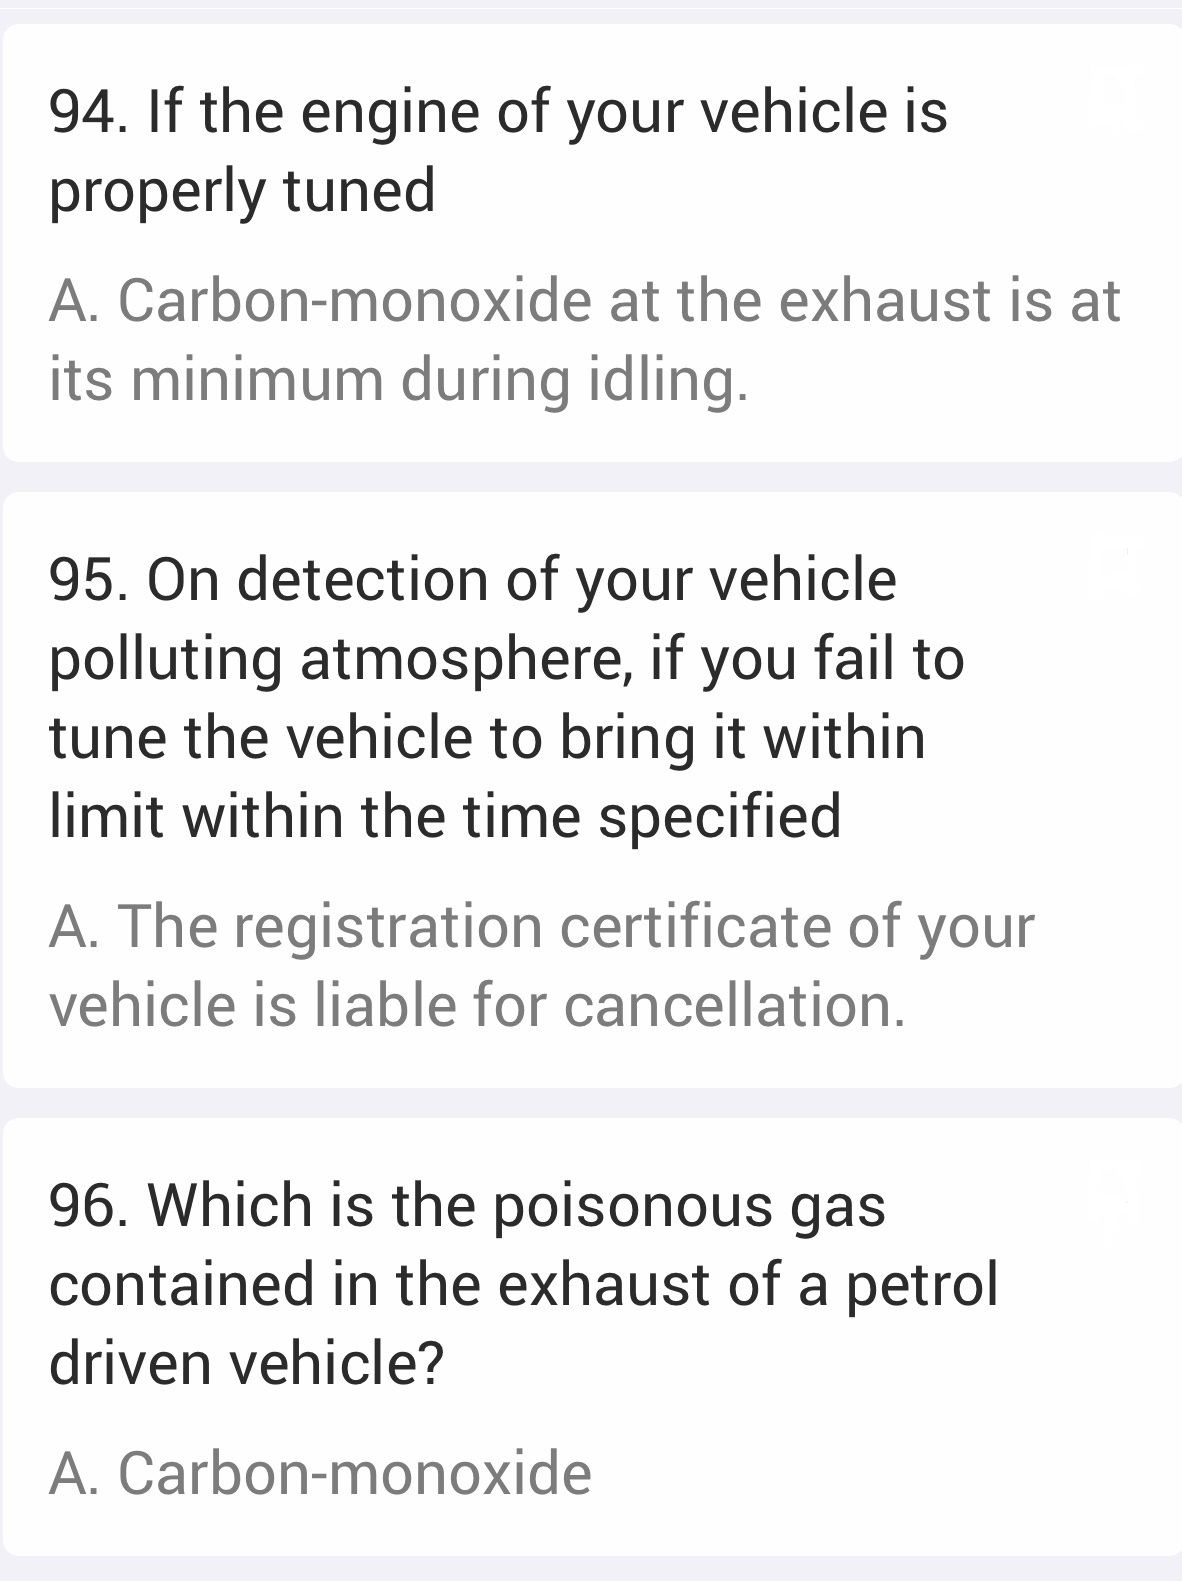 94. If the engine of your vehicle is
properly tuned
A. Carbon-monoxide at the exhaust is at
its minimum during idling.
95. On detection of your vehicle
polluting atmosphere, if you fail to
tune the vehicle to bring it within
limit within the time specified
A. The registration certificate of your
vehicle is liable for cancellation.
96. Which is the poisonous gas
contained in the exhaust of a petrol
driven vehicle?
A. Carbon-monoxide